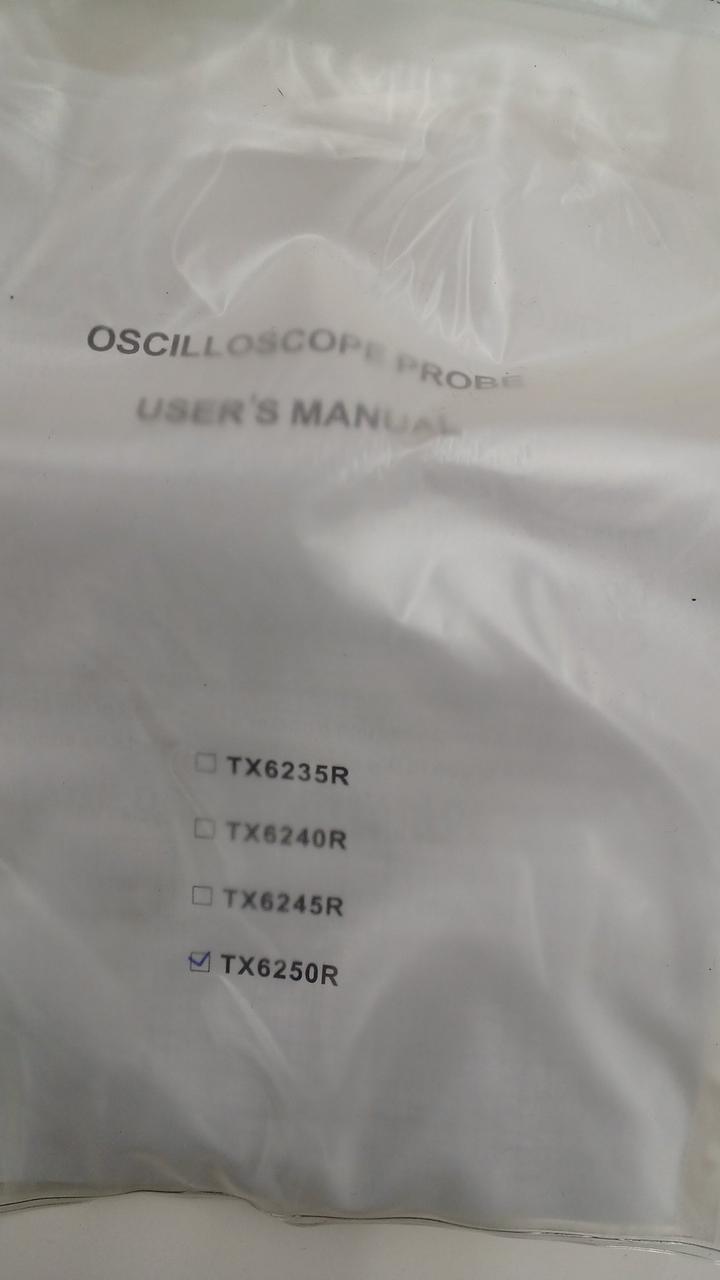 OSCILLOSCOPE PROBE
USER'S MANUAL
☐ TX6235R
☐ TX6240R
☐ TX6245R
☑ TX6250R